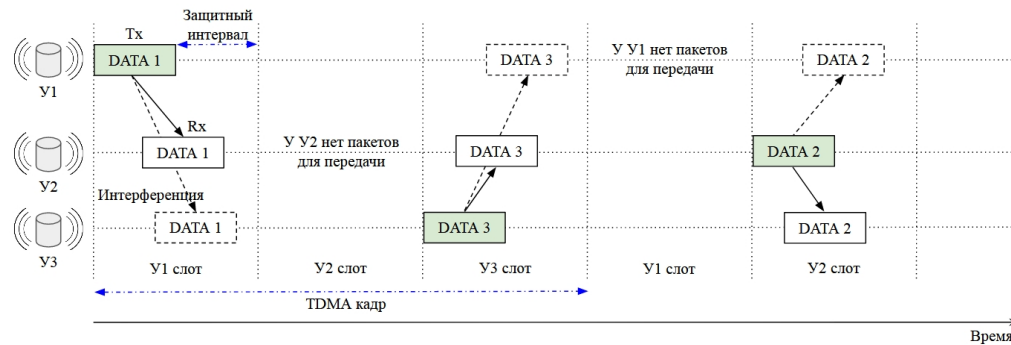 Tx
Защитный
интервал
DATA 1
DATA 3
У У1 нет пакетов
для передачи
DATA 2
У1
Rx
DATA 1
У У2 нет пакетов
для передачи
DATA 3
DATA 2
У2
Интерференция
DATA 1
DATA 3
DATA 2
У3
У1 слот
У2 слот
У3 слот
У1 слот
У2 слот
TDMA кадр
Время